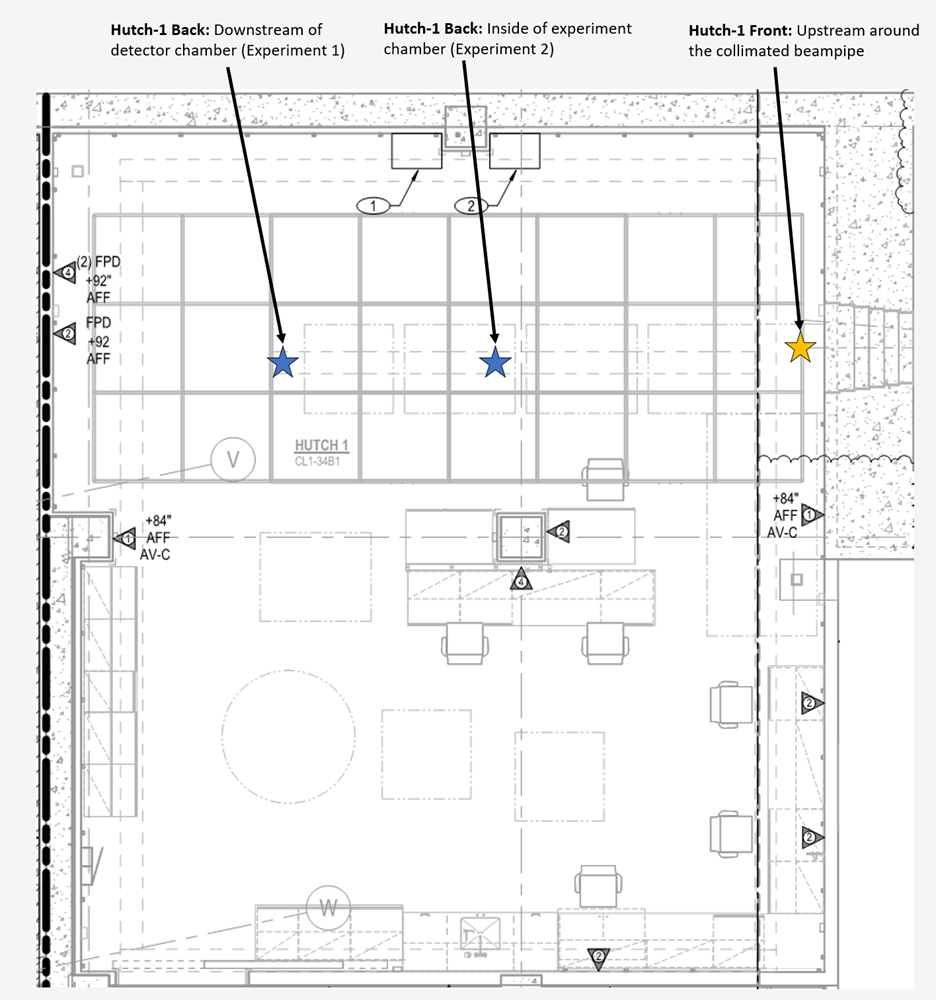 Hutch-1 Back: Downstream of
detector chamber (Experiment 1)
Hutch-1 Back: Inside of experiment
chamber (Experiment 2)
Hutch-1 Front: Upstream around
the collimated beampipe
1
2
4
(2) FPD
+92"
AFF
2
FPD
+92
AFF
HUTCH 1
CL1-34B1
V
1
+84"
AFF
AV-C
2
4
+84"
AFF
AV-C
1
2
2
W
2